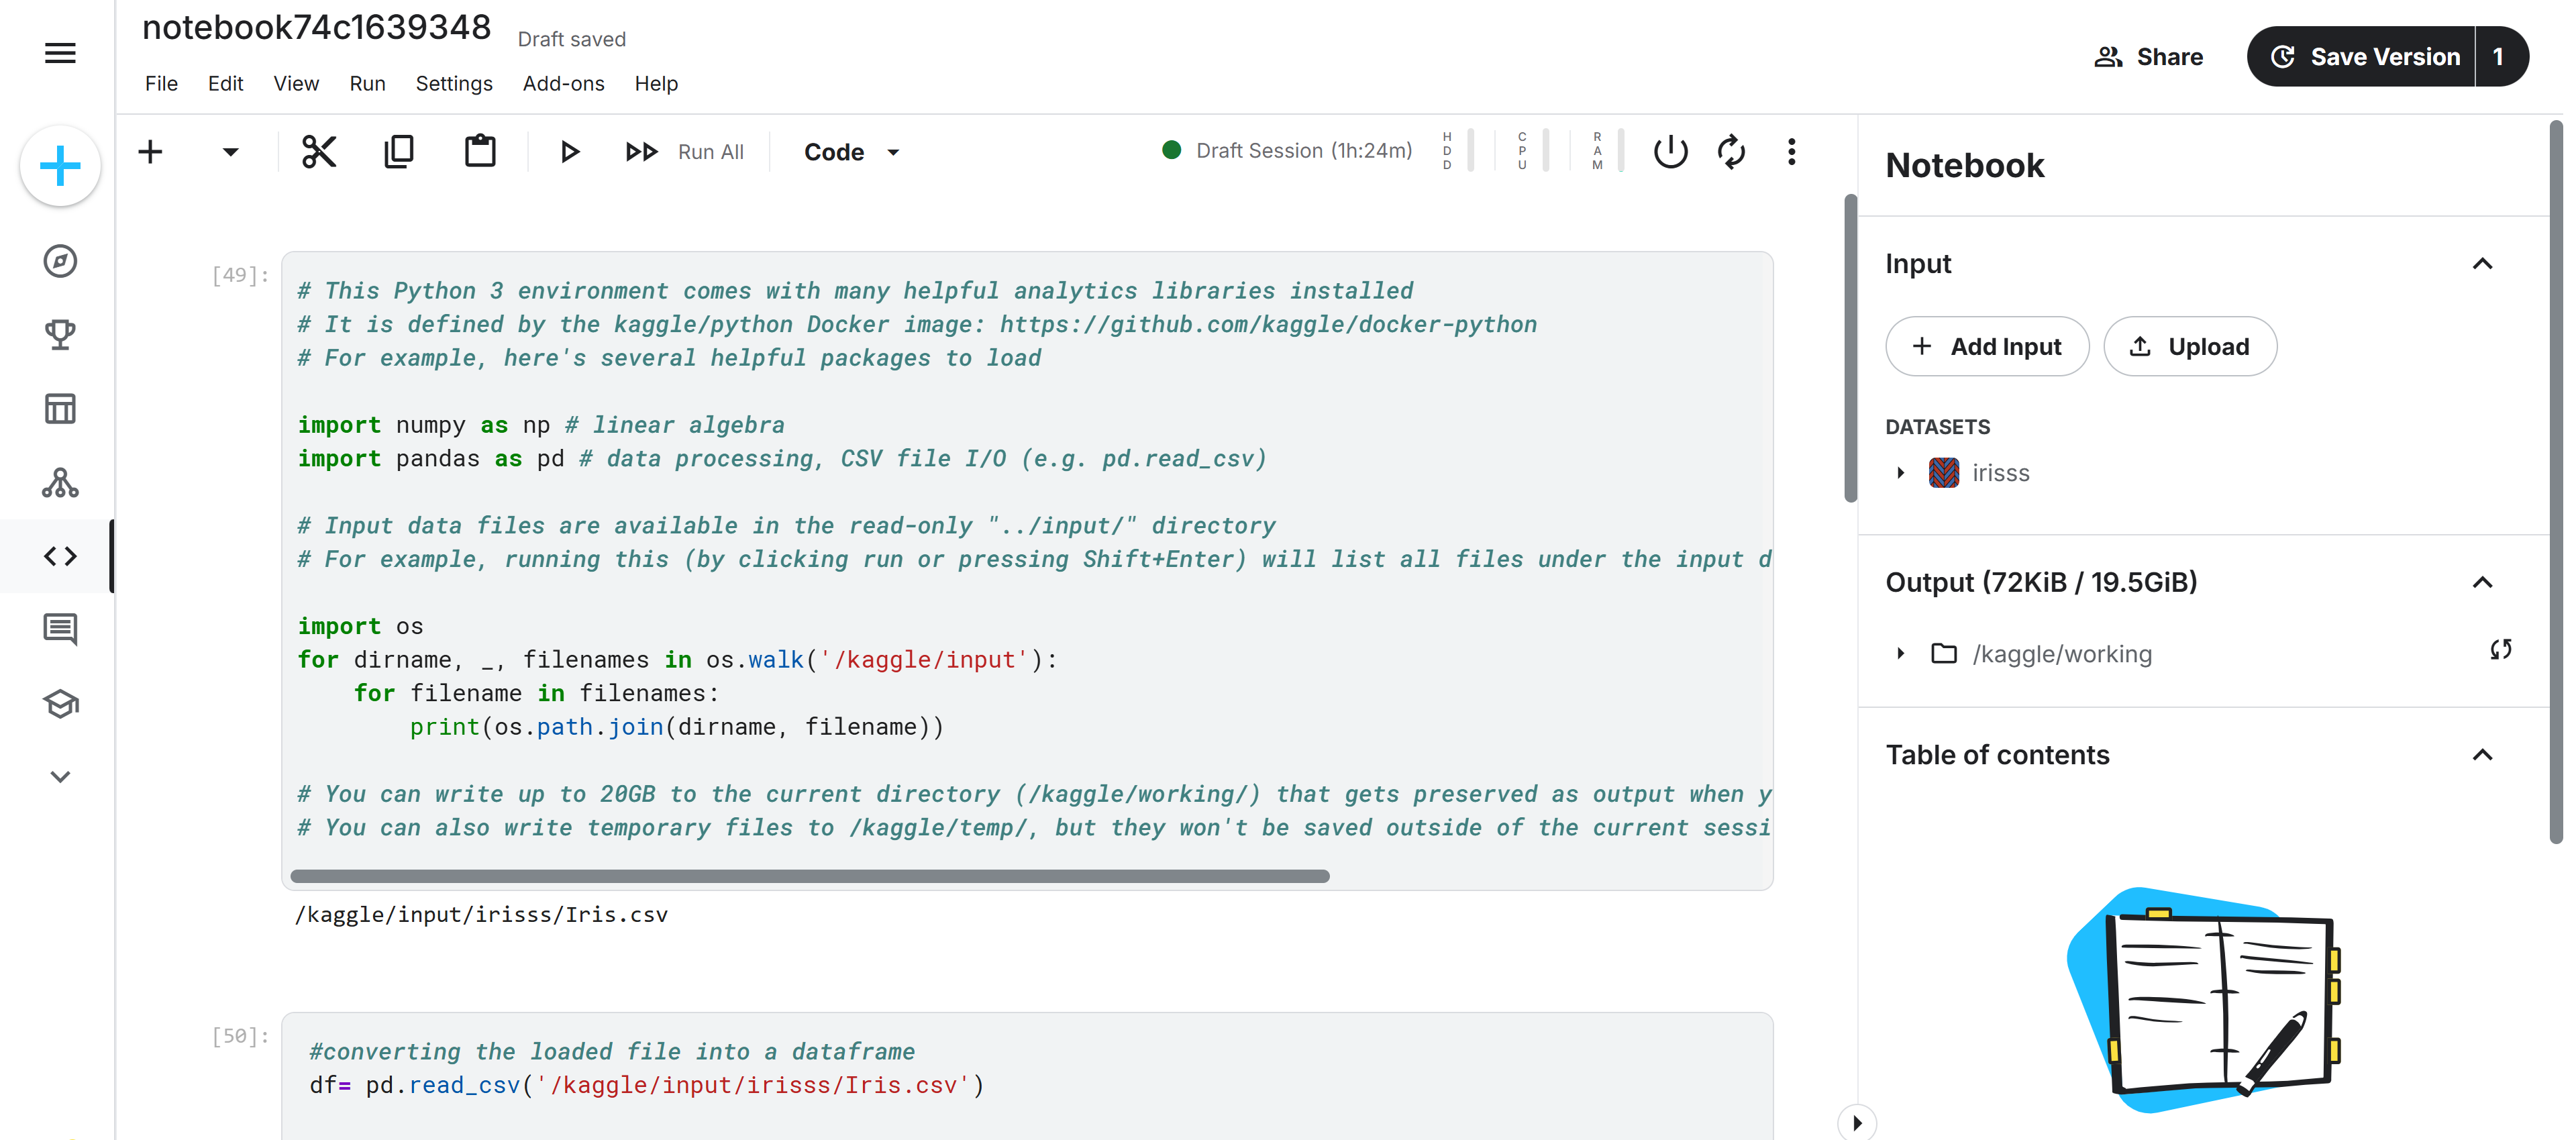 notebook74c1639348
Draft saved
File Edit View Run Settings Add-ons Help
Share
Save Version 1
Run All
Code
Draft Session (1h:24m)
HDD
CPU
RAM
[49]:
# This Python 3 environment comes with many helpful analytics libraries installed
# It is defined by the kaggle/python Docker image: https://github.com/kaggle/docker-python
# For example, here's several helpful packages to load
import numpy as np # linear algebra
import pandas as pd # data processing, CSV file I/O (e.g. pd.read_csv)
# Input data files are available in the read-only "../input/" directory
# For example, running this (by clicking run or pressing Shift+Enter) will list all files under the input d
import os
for dirname, _, filenames in os.walk('/kaggle/input'):
    for filename in filenames:
        print(os.path.join(dirname, filename))
# You can write up to 20GB to the current directory (/kaggle/working/) that gets preserved as output when y
# You can also write temporary files to /kaggle/temp/, but they won't be saved outside of the current sessi
/kaggle/input/irisss/Iris.csv
[50]:
#converting the loaded file into a dataframe
df= pd.read_csv('/kaggle/input/irisss/Iris.csv')
Notebook
Input
Add Input
Upload
DATASETS
irisss
Output (72KiB / 19.5GiB)
/kaggle/working
Table of contents